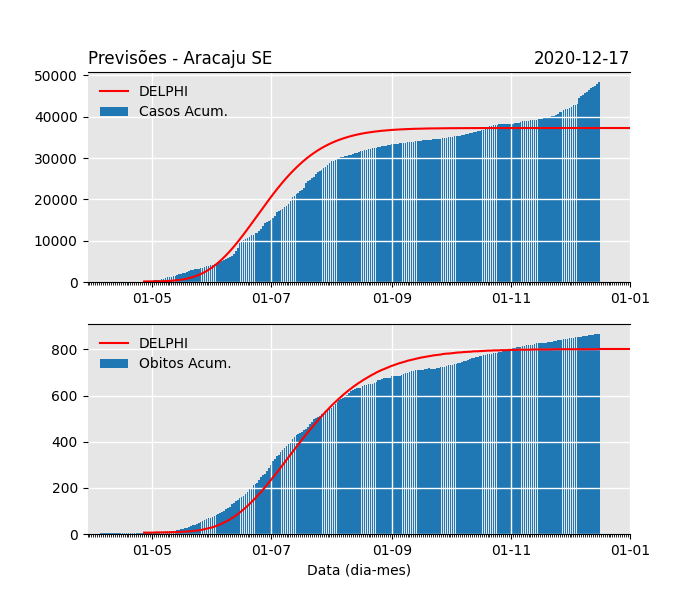 Previsões - Aracaju SE 2020-12-17
50000
DELPHI
Casos Acum.
40000
30000
20000
10000
0
01-05 01-07 01-09 01-11 01-01
DELPHI
800
Obitos Acum.
600
400
200
0
01-05 01-07 01-09 01-11 01-01
Data (dia-mes)